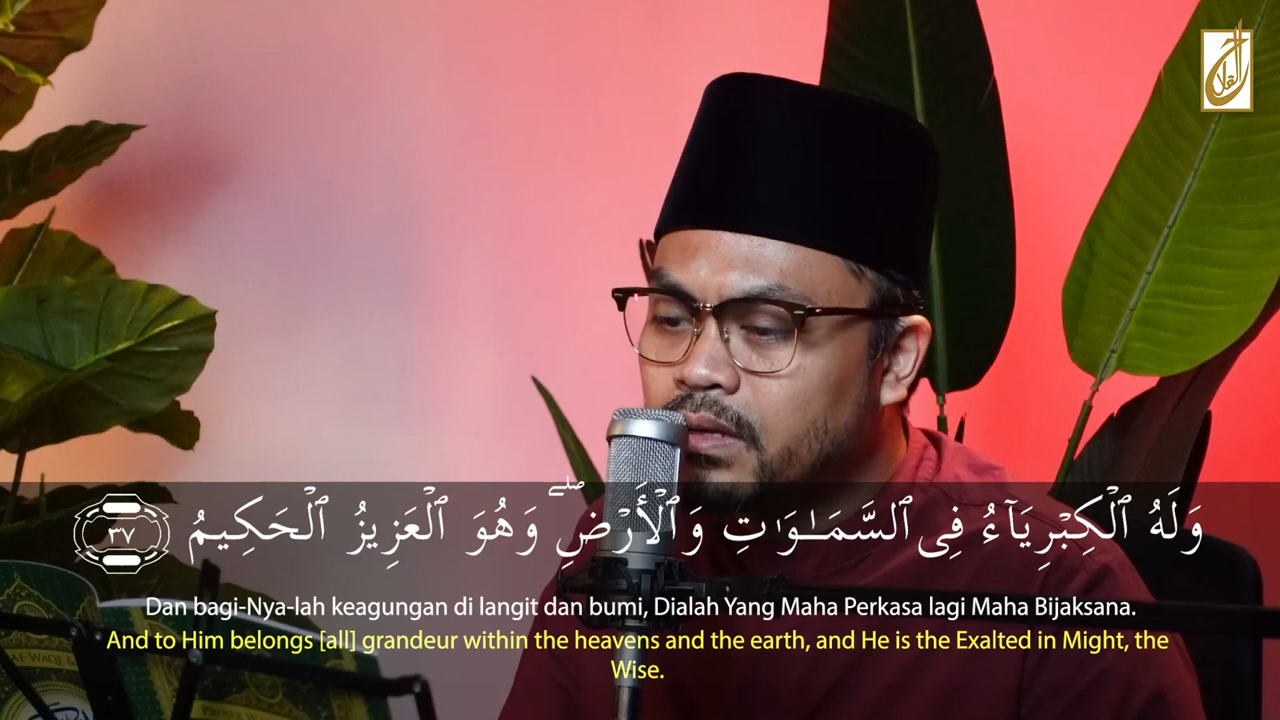 وَلَهُ ٱلْكِبْرِيَآءُ فِى ٱلسَّمَـٰوَٰتِ وَٱلْأَرْضِ ۖ وَهُوَ ٱلْعَزِيزُ ٱلْحَكِيمُ ٣٧
Dan bagi-Nya-lah keagungan di langit dan bumi, Dialah Yang Maha Perkasa lagi Maha Bijaksana.
And to Him belongs [all] grandeur within the heavens and the earth, and He is the Exalted in Might, the
Wise.